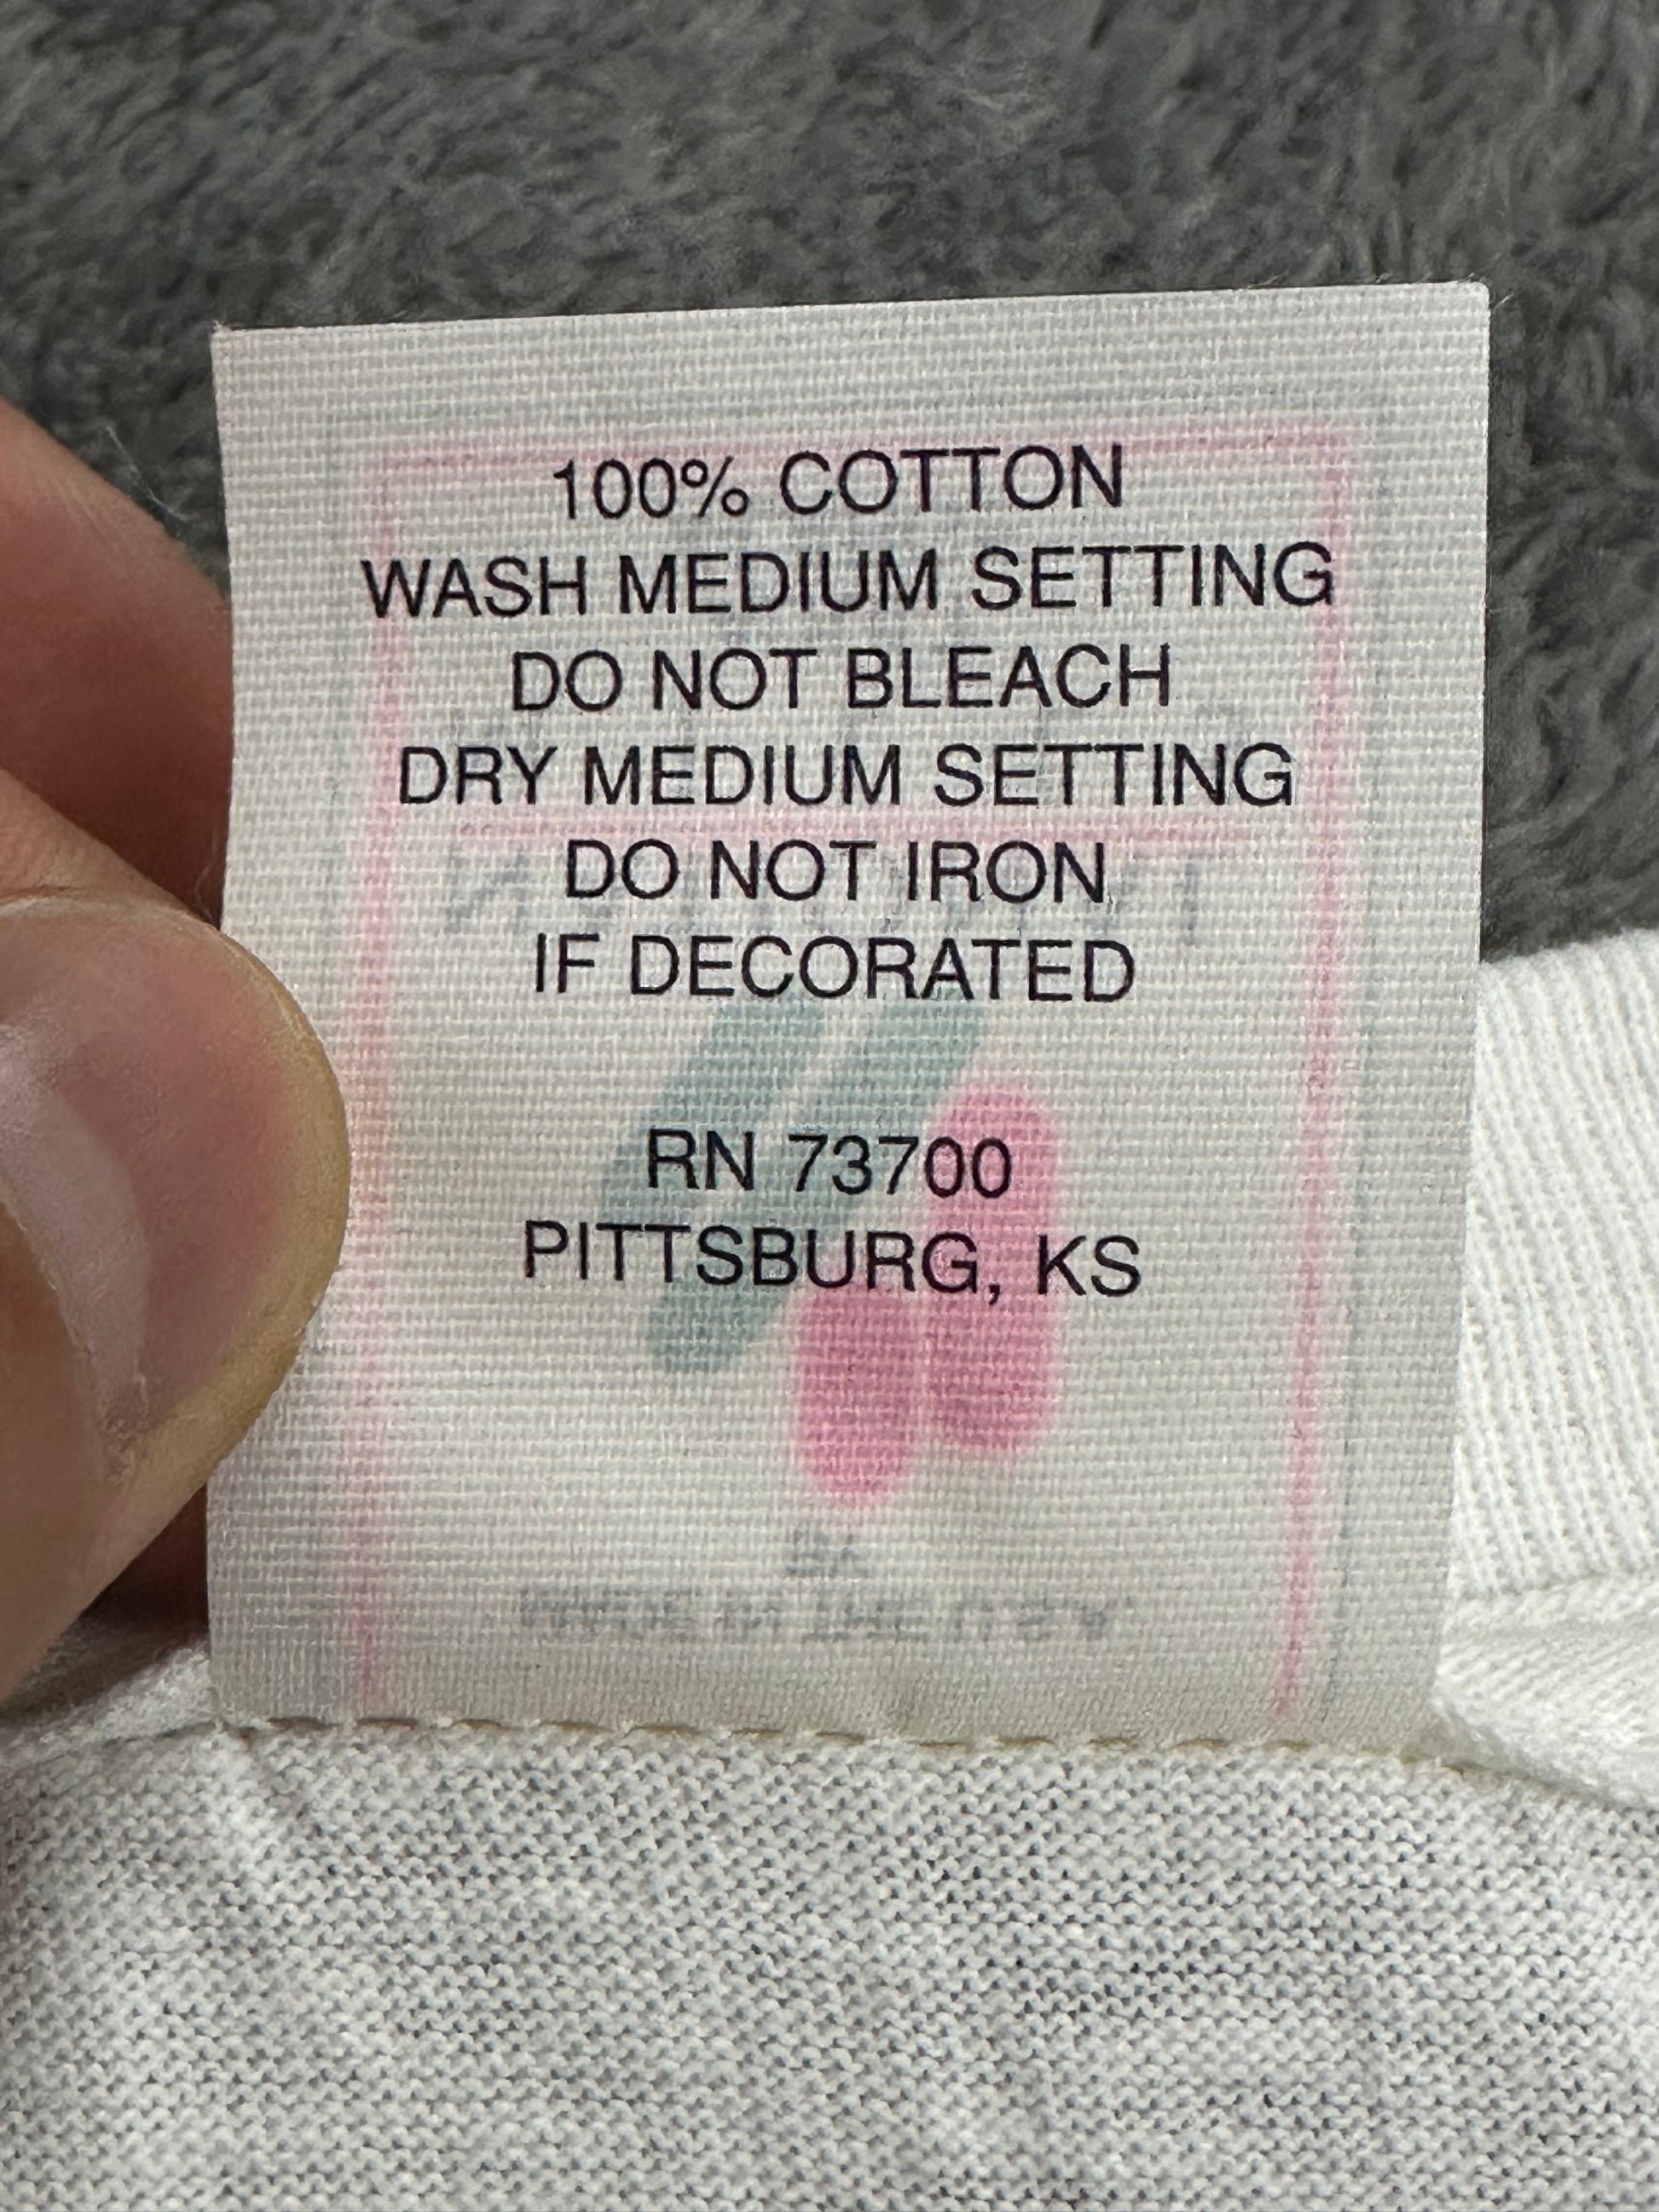 100% COTTON
WASH MEDIUM SETTING
DO NOT BLEACH
DRY MEDIUM SETTING
DO NOT IRON
IF DECORATED
RN 73700
PITTSBURG, KS